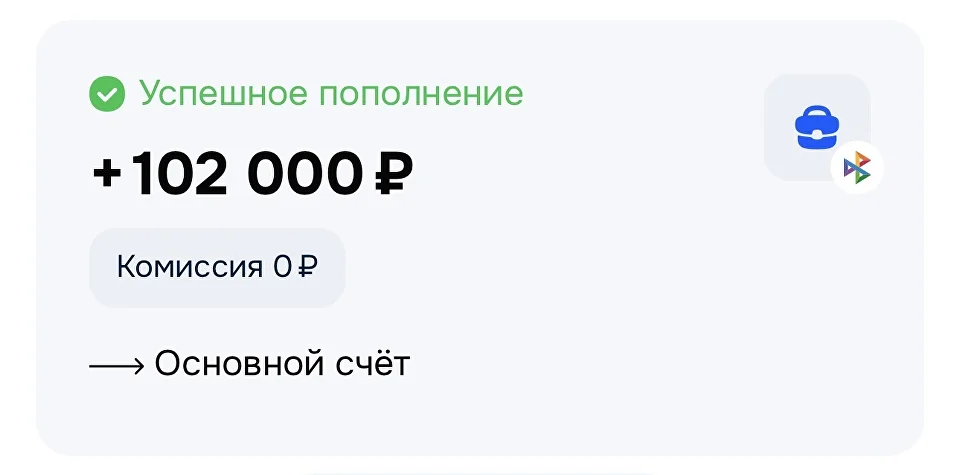 Успешное пополнение
+102 000 ₽
Комиссия 0 ₽
Основной счёт